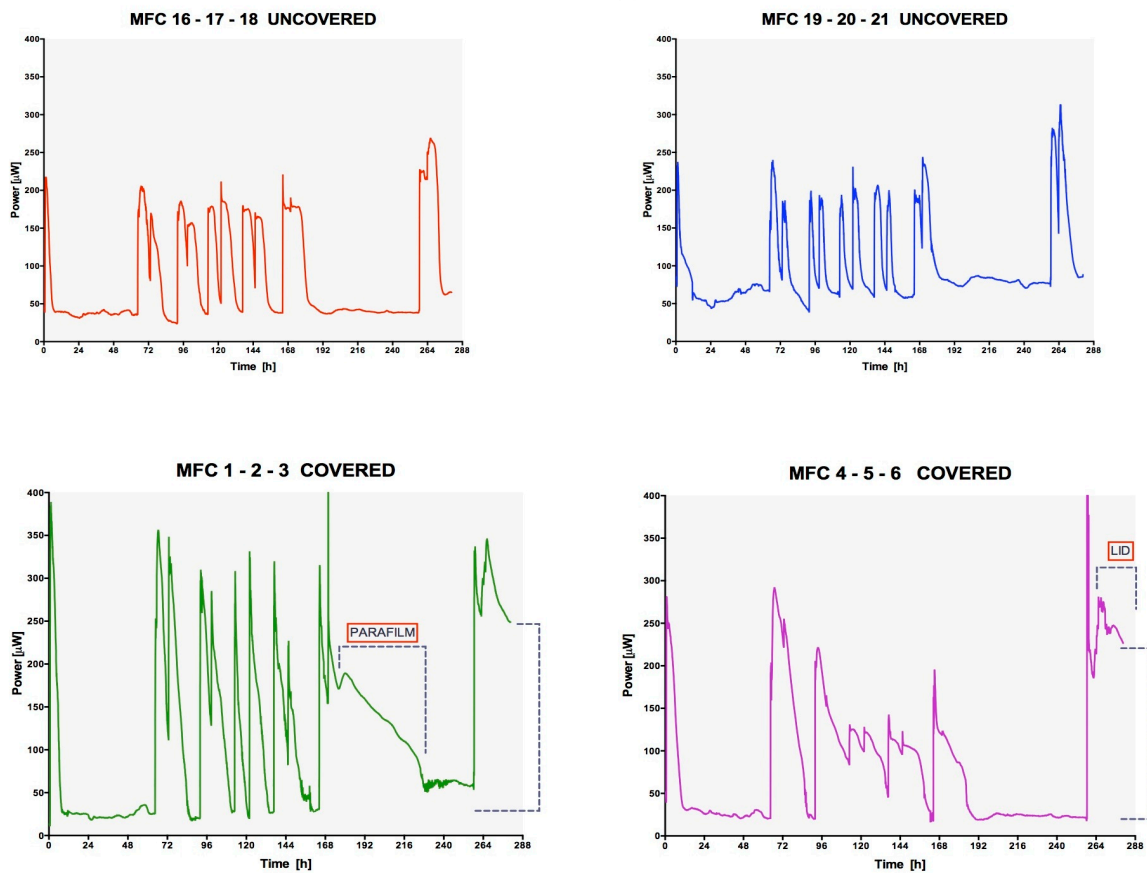 MFC 16 - 17 - 18 UNCOVERED
400
350
300
250
200
150
100
50
0
Power [µW]
0 24 48 72 96 120 144 168 192 216 240 264 288
Time [h]
MFC 19 - 20 - 21 UNCOVERED
400
350
300
250
200
150
100
50
0
Power [µW]
0 24 48 72 96 120 144 168 192 216 240 264 288
Time [h]
MFC 1 - 2 - 3 COVERED
400
350
300
250
200
150
100
50
0
Power [µW]
PARAFILM
0 24 48 72 96 120 144 168 192 216 240 264 288
Time [h]
MFC 4 - 5 - 6 COVERED
400
350
300
250
200
150
100
50
0
Power [µW]
LID
0 24 48 72 96 120 144 168 192 216 240 264 288
Time [h]